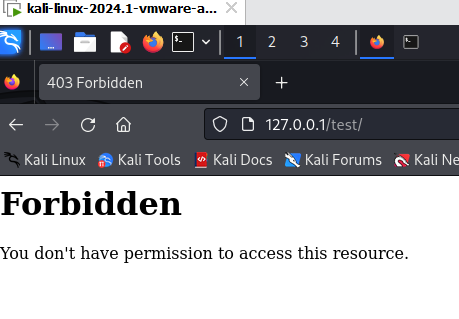 kali-linux-2024.1-vmware-a...
1 2 3 4
403 Forbidden
127.0.0.1/test/
Kali Linux Kali Tools Kali Docs Kali Forums Kali Ne
Forbidden
You don't have permission to access this resource.